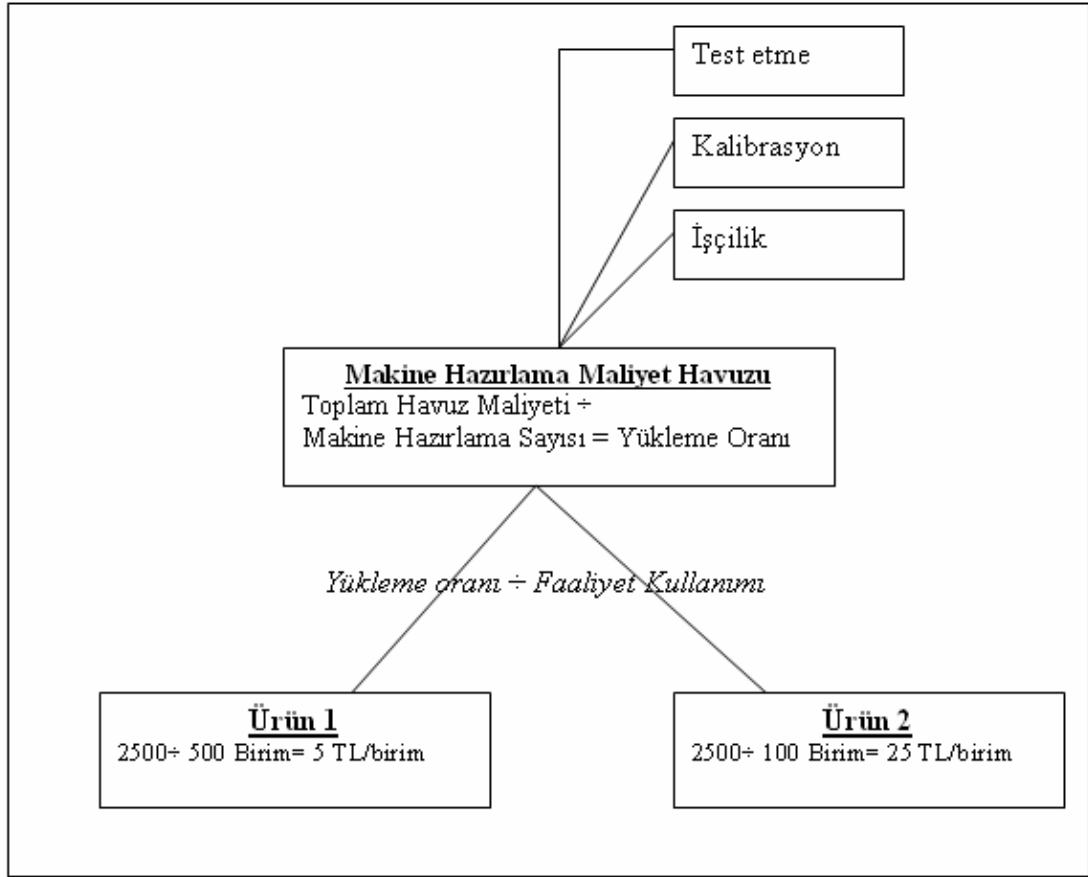 Test etme
Kalibrasyon
İşçilik
Makine Hazırlama Maliyet Havuzu
Toplam Havuz Maliyeti ÷
Makine Hazırlama Sayısı = Yükleme Oranı
Yükleme oranı ÷ Faaliyet Kullanımı
Ürün 1
2500÷ 500 Birim= 5 TL/birim
Ürün 2
2500÷ 100 Birim= 25 TL/birim